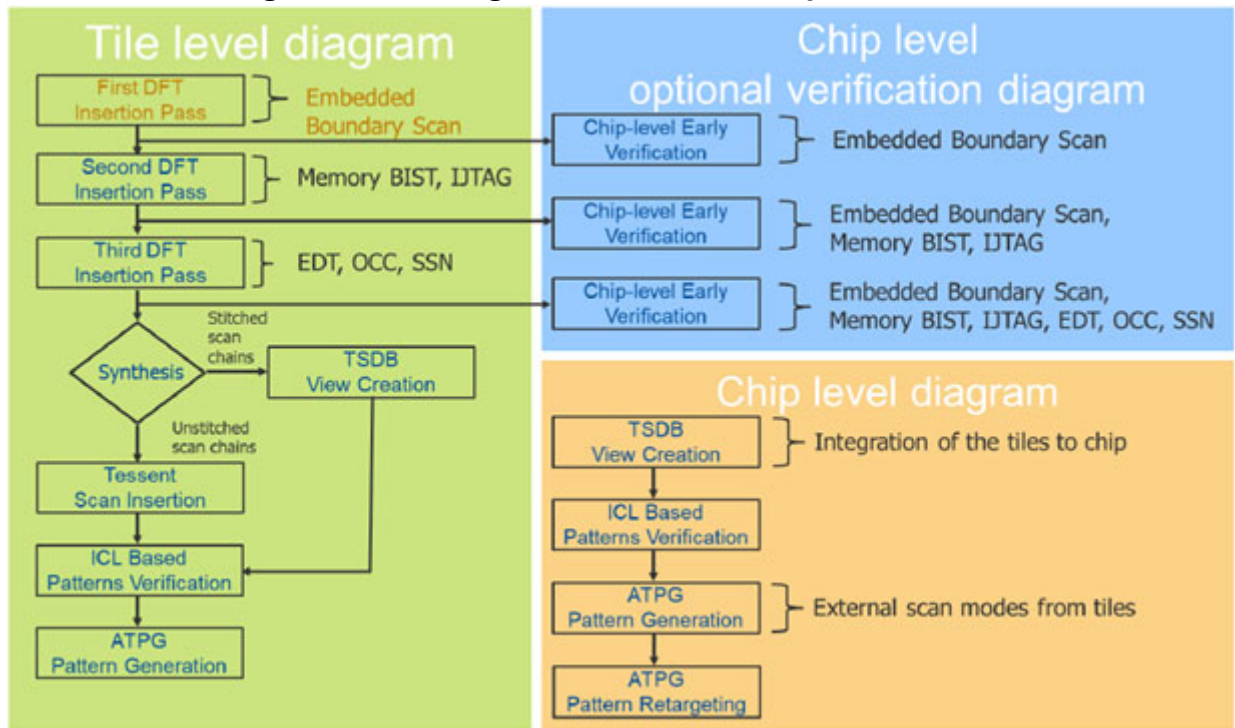 Tile level diagram
First DFT
Insertion Pass
Embedded
Boundary Scan
Second DFT
Insertion Pass
Memory BIST, IJTAG
Third DFT
Insertion Pass
EDT, OCC, SSN
Synthesis
Stitched
scan
chains
TSDB
View Creation
Unstitched
scan chains
Tessent
Scan Insertion
ICL Based
Patterns Verification
ATPG
Pattern Generation
Chip level
optional verification diagram
Chip-level Early
Verification
Embedded Boundary Scan
Chip-level Early
Verification
Embedded Boundary Scan,
Memory BIST, IJTAG
Chip-level Early
Verification
Embedded Boundary Scan,
Memory BIST, IJTAG, EDT, OCC, SSN
Chip level diagram
TSDB
View Creation
Integration of the tiles to chip
ICL Based
Patterns Verification
ATPG
Pattern Generation
External scan modes from tiles
ATPG
Pattern Retargeting